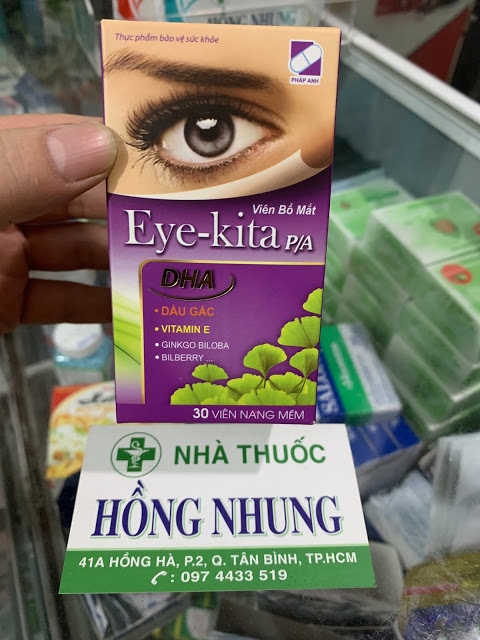 Thực phẩm bảo vệ sức khỏe
PHÁP ANH
Viên Bổ Mắt
Eye-kita P/A
DHA
• DẦU GẤC
• VITAMIN E
• GINKGO BILOBA
• BILBERRY ...
30 VIÊN NANG MỀM
NHÀ THUỐC
HỒNG NHUNG
41A HỒNG HÀ, P.2, Q. TÂN BÌNH, TP.HCM
: 097 4433 519